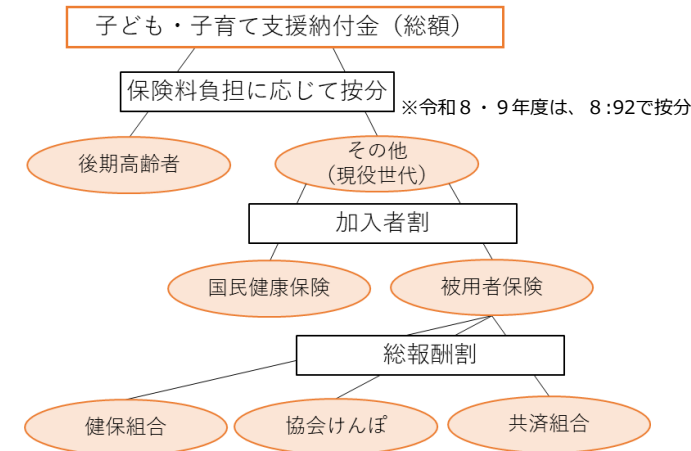 子ども・子育て支援納付金（総額）
保険料負担に応じて按分
※令和８・９年度は、８:92で按分
後期高齢者
その他
（現役世代）
加入者割
国民健康保険
被用者保険
総報酬割
健保組合
協会けんぽ
共済組合